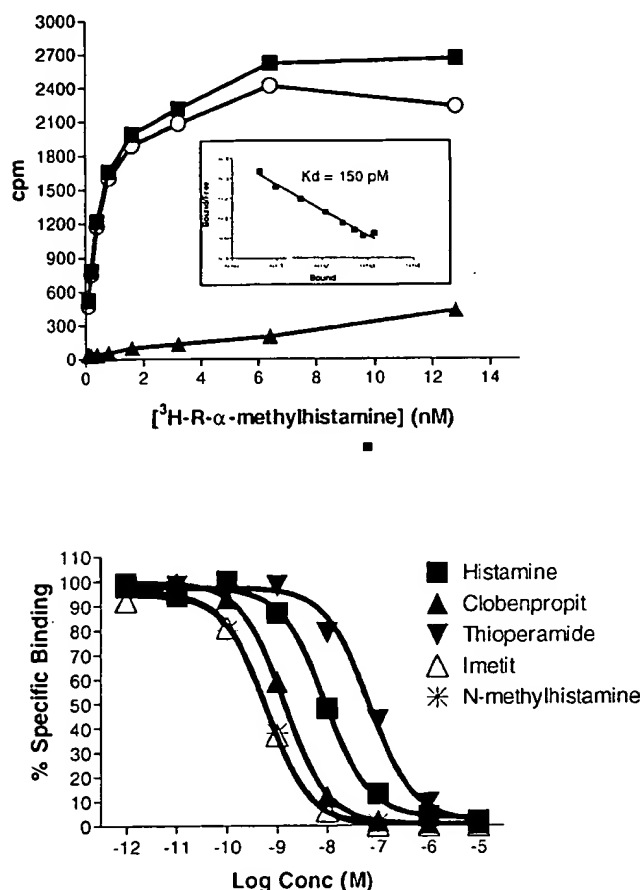 3000
2700
2400
2100
1800
1500
1200
900
600
300
0
cpm
Kd = 150 pM
Bound/Free
Bound
0 2 4 6 8 10 12 14
[³H-R-α-methylhistamine] (nM)
110
100
90
80
70
60
50
40
30
20
10
0
% Specific Binding
-12 -11 -10 -9 -8 -7 -6 -5
Log Conc (M)
Histamine
Clobenpropit
Thioperamide
Imetit
N-methylhistamine